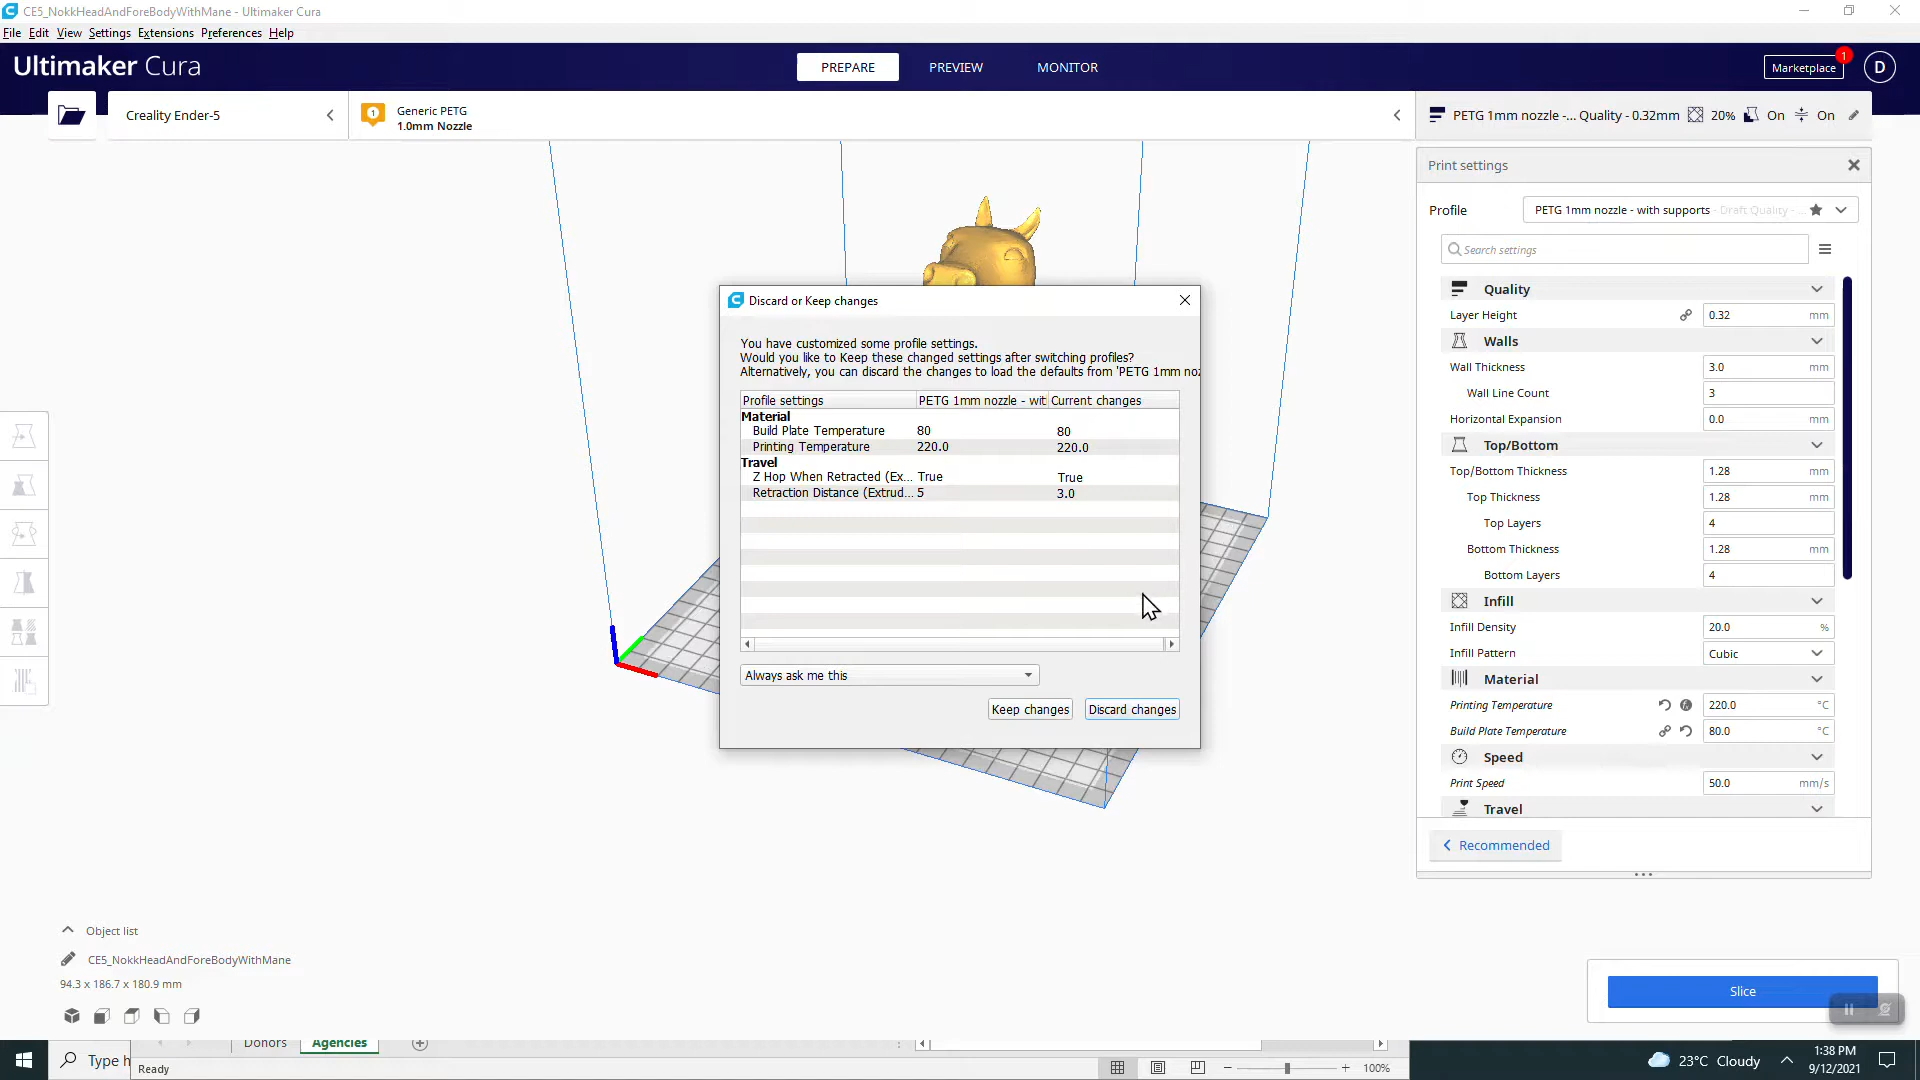 CE5_NokkHeadAndForeBodyWithMane - Ultimaker Cura
File Edit View Settings Extensions Preferences Help
Ultimaker Cura
PREPARE
PREVIEW
MONITOR
Marketplace
1
D
Creality Ender-5
1
Generic PETG
1.0mm Nozzle
PETG 1mm nozzle -... Quality - 0.32mm
20%
On
On
Print settings
Profile
PETG 1mm nozzle - with supports - Draft Quality - ...
Search settings
Quality
Layer Height
0.32 mm
Walls
Wall Thickness
3.0 mm
Wall Line Count
3
Horizontal Expansion
0.0 mm
Top/Bottom
Top/Bottom Thickness
1.28 mm
Top Thickness
1.28 mm
Top Layers
4
Bottom Thickness
1.28 mm
Bottom Layers
4
Infill
Infill Density
20.0 %
Infill Pattern
Cubic
Material
Printing Temperature
220.0 °C
Build Plate Temperature
80.0 °C
Speed
Print Speed
50.0 mm/s
Travel
Recommended
Discard or Keep changes
You have customized some profile settings.
Would you like to Keep these changed settings after switching profiles?
Alternatively, you can discard the changes to load the defaults from 'PETG 1mm noz
Profile settings PETG 1mm nozzle - wit Current changes
Material
Build Plate Temperature 80 80
Printing Temperature 220.0 220.0
Travel
Z Hop When Retracted (Ex... True True
Retraction Distance (Extrud... 5 3.0
Always ask me this
Keep changes
Discard changes
Object list
CE5_NokkHeadAndForeBodyWithMane
94.3 x 186.7 x 180.9 mm
Slice
Donors
Agencies
Type h
Ready
100%
23°C Cloudy
1:38 PM
9/12/2021